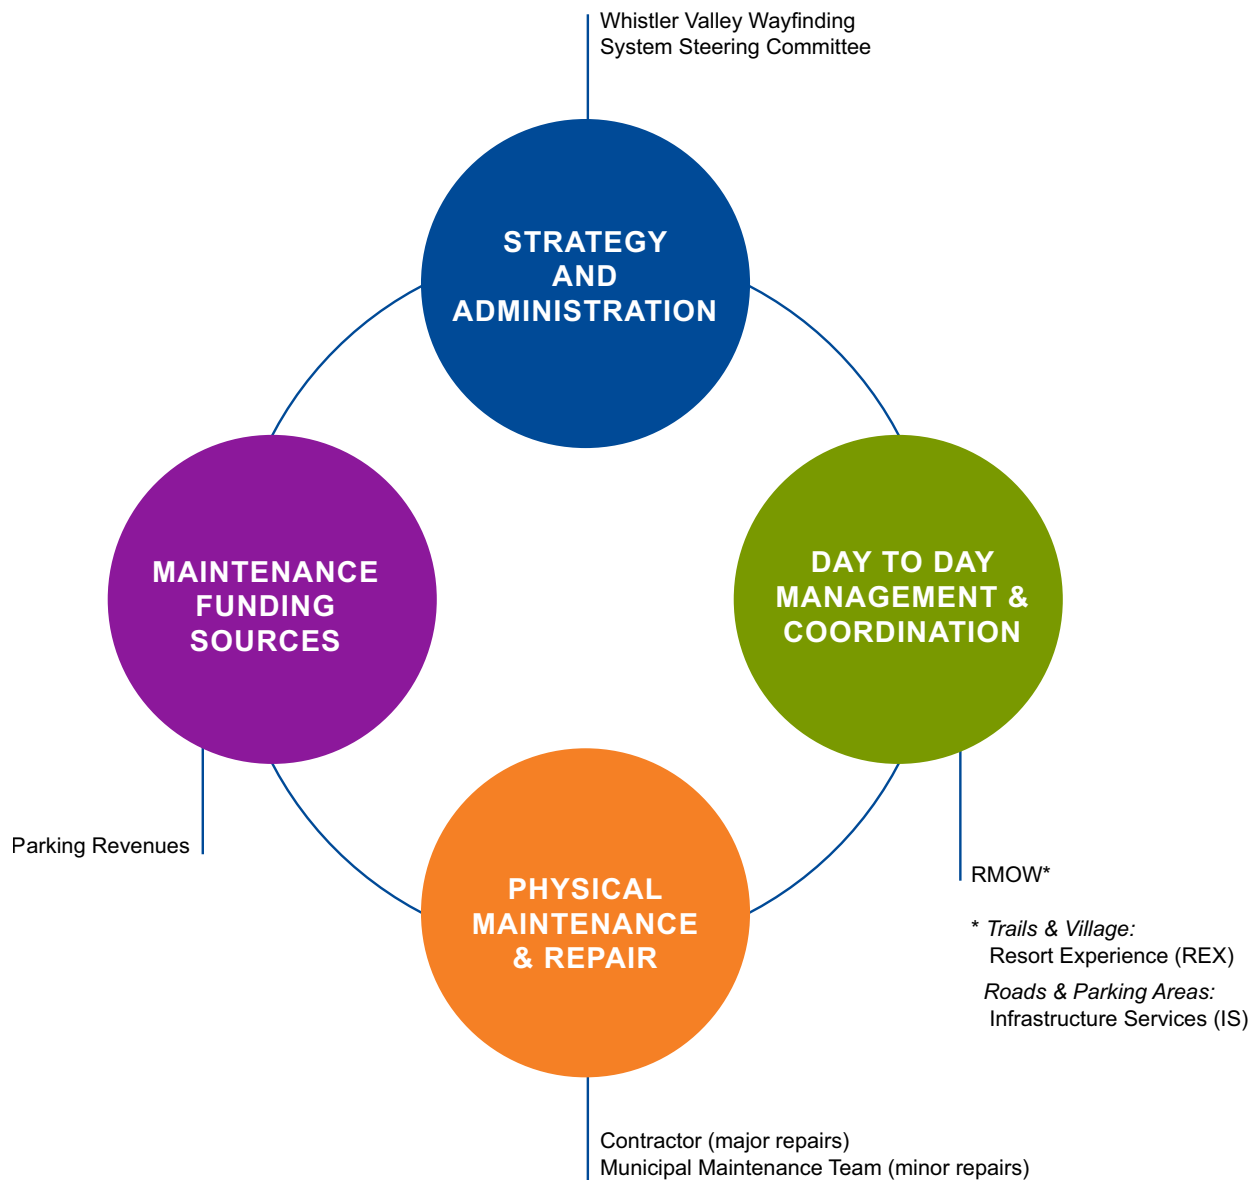 Whistler Valley Wayfinding
System Steering Committee
STRATEGY
AND
ADMINISTRATION
MAINTENANCE
FUNDING
SOURCES
DAY TO DAY
MANAGEMENT &
COORDINATION
Parking Revenues
PHYSICAL
MAINTENANCE
& REPAIR
RMOW*
* Trails & Village:
Resort Experience (REX)
Roads & Parking Areas:
Infrastructure Services (IS)
Contractor (major repairs)
Municipal Maintenance Team (minor repairs)